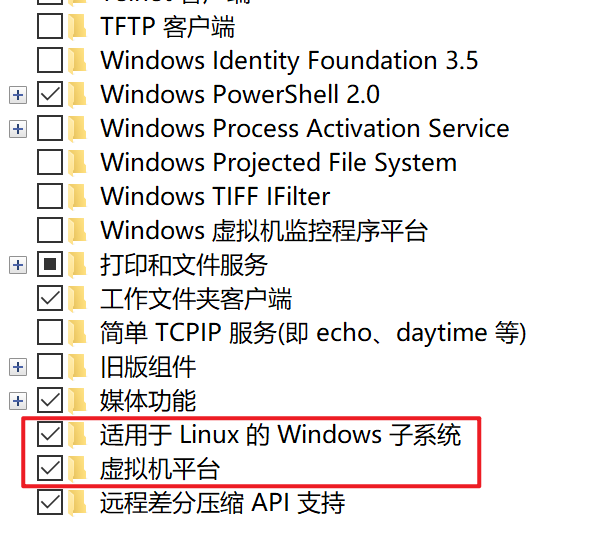 Telnet 客户端
TFTP 客户端
Windows Identity Foundation 3.5
Windows PowerShell 2.0
Windows Process Activation Service
Windows Projected File System
Windows TIFF IFilter
Windows 虚拟机监控程序平台
打印和文件服务
工作文件夹客户端
简单 TCPIP 服务(即 echo、daytime 等)
旧版组件
媒体功能
适用于 Linux 的 Windows 子系统
虚拟机平台
远程差分压缩 API 支持